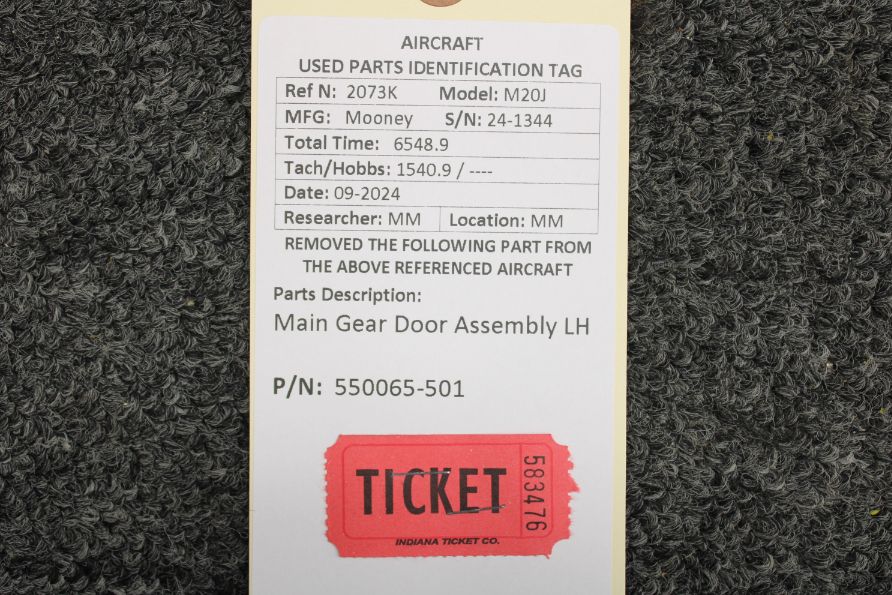 AIRCRAFT
USED PARTS IDENTIFICATION TAG
Ref N: 2073K Model: M20J
MFG: Mooney S/N: 24-1344
Total Time: 6548.9
Tach/Hobbs: 1540.9 / ----
Date: 09-2024
Researcher: MM Location: MM
REMOVED THE FOLLOWING PART FROM
THE ABOVE REFERENCED AIRCRAFT
Parts Description:
Main Gear Door Assembly LH
P/N: 550065-501
TICKET
583476
INDIANA TICKET CO.